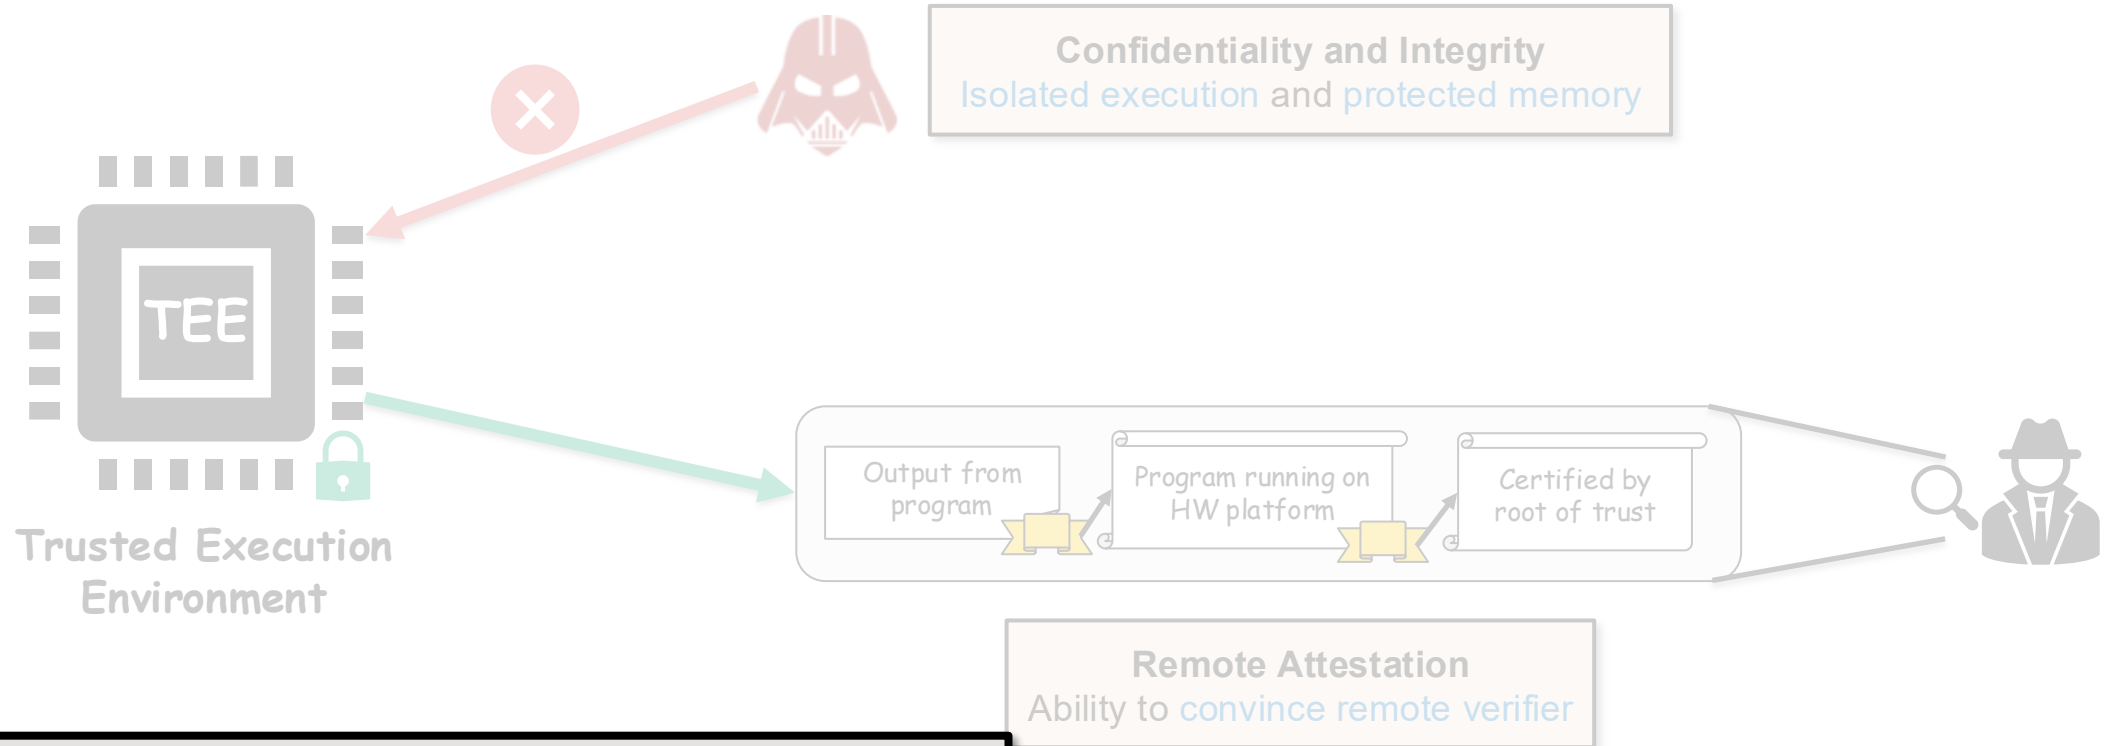 Confidentiality and Integrity
Isolated execution and protected memory
TEE
Trusted Execution
Environment
Output from
program
Program running on
HW platform
Certified by
root of trust
Remote Attestation
Ability to convince remote verifier